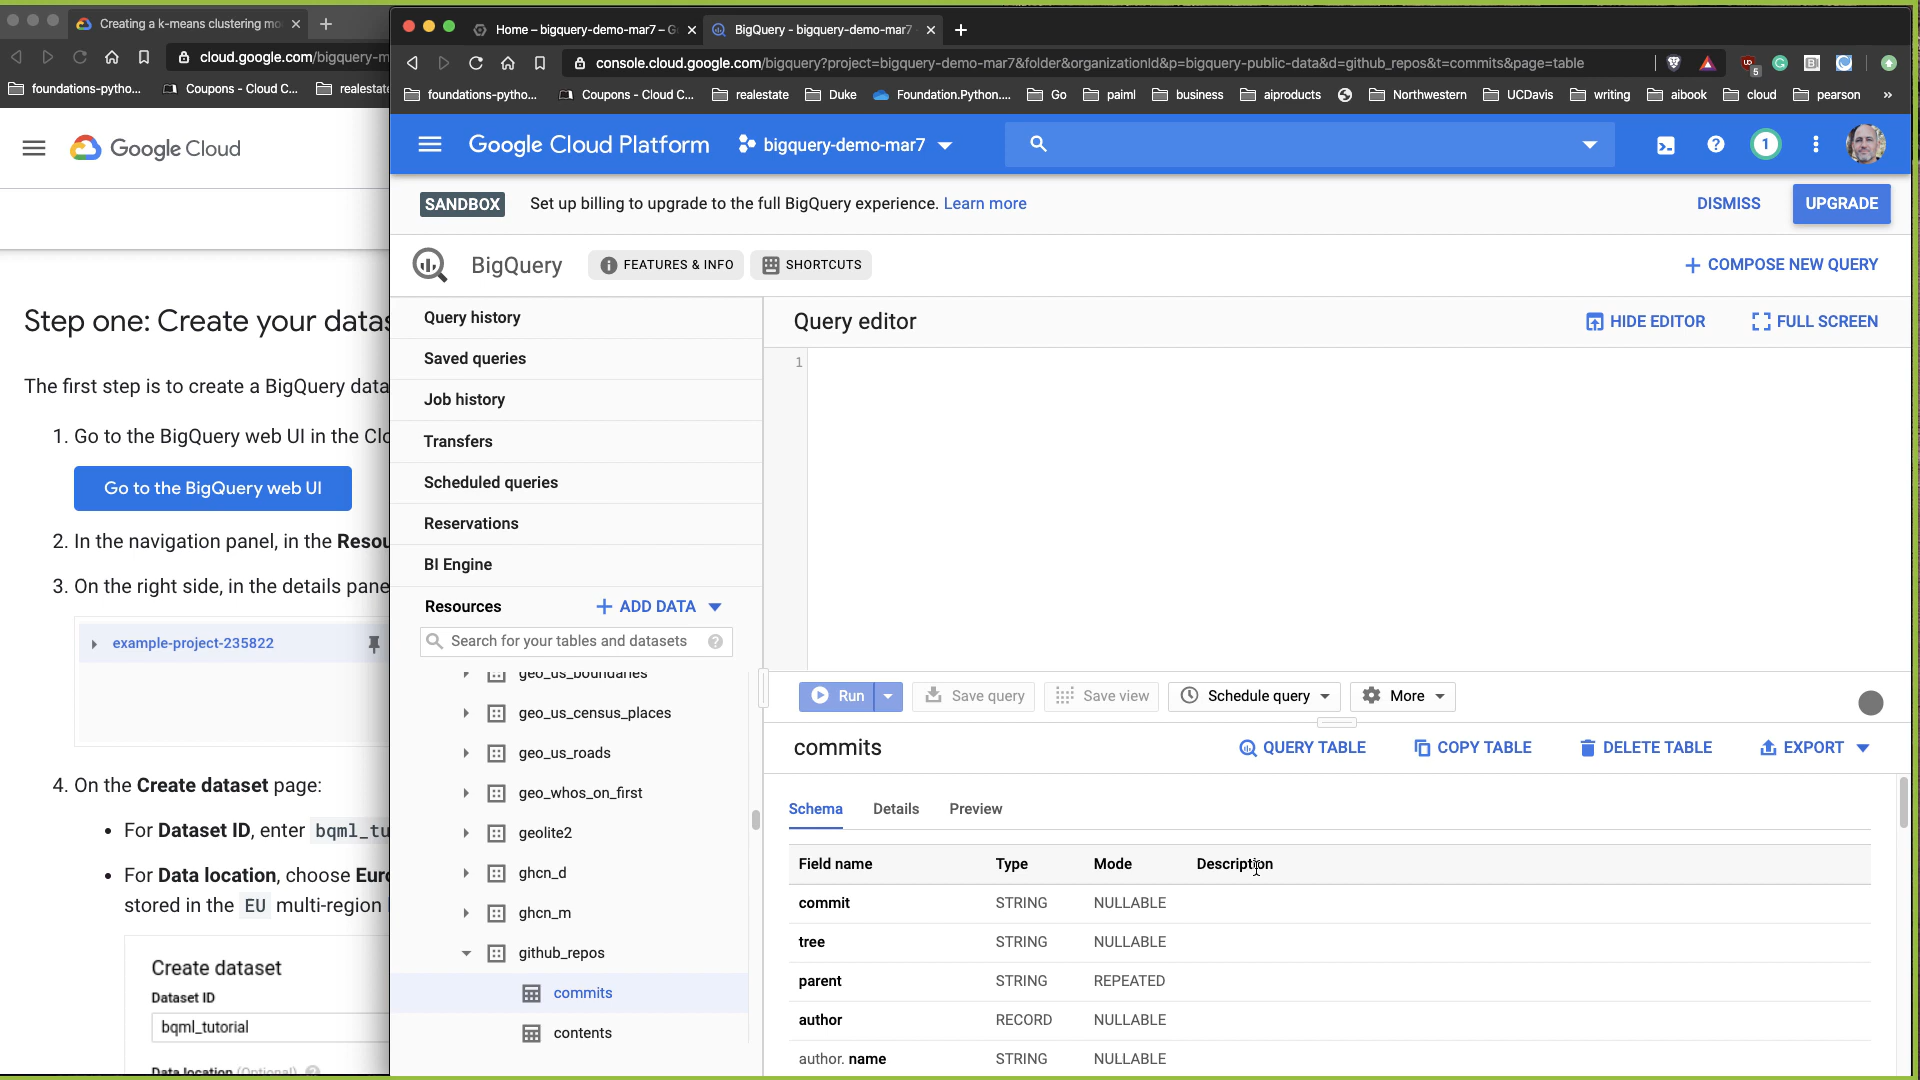 Creating a k-means clustering mo
cloud.google.com/bigquery-m
foundations-pytho...
Coupons - Cloud C...
realestate
Google Cloud
Step one: Create your datas
The first step is to create a BigQuery data
1. Go to the BigQuery web UI in the Clo
Go to the BigQuery web UI
2. In the navigation panel, in the Resou
3. On the right side, in the details pane
example-project-235822
4. On the Create dataset page:
• For Dataset ID, enter bqml_tu
• For Data location, choose Euro
stored in the EU multi-region
Create dataset
Dataset ID
bqml_tutorial
Data location (Optional)
Home – bigquery-demo-mar7 – G
BigQuery - bigquery-demo-mar7
console.cloud.google.com/bigquery?project=bigquery-demo-mar7&folder&organizationId&p=bigquery-public-data&d=github_repos&t=commits&page=table
5
foundations-pytho...
Coupons - Cloud C...
realestate
Duke
Foundation.Python....
Go
paiml
business
aiproducts
Northwestern
UCDavis
writing
aibook
cloud
pearson
»
Google Cloud Platform
bigquery-demo-mar7
1
SANDBOX
Set up billing to upgrade to the full BigQuery experience. Learn more
DISMISS
UPGRADE
BigQuery
FEATURES & INFO
SHORTCUTS
COMPOSE NEW QUERY
Query history
Saved queries
Job history
Transfers
Scheduled queries
Reservations
BI Engine
Resources
ADD DATA
Search for your tables and datasets
geo_us_boundaries
geo_us_census_places
geo_us_roads
geo_whos_on_first
geolite2
ghcn_d
ghcn_m
github_repos
commits
contents
Query editor
HIDE EDITOR
FULL SCREEN
1
Run
Save query
Save view
Schedule query
More
commits
QUERY TABLE
COPY TABLE
DELETE TABLE
EXPORT
Schema
Details
Preview
Field name Type Mode Description
commit STRING NULLABLE
tree STRING NULLABLE
parent STRING REPEATED
author RECORD NULLABLE
author. name STRING NULLABLE